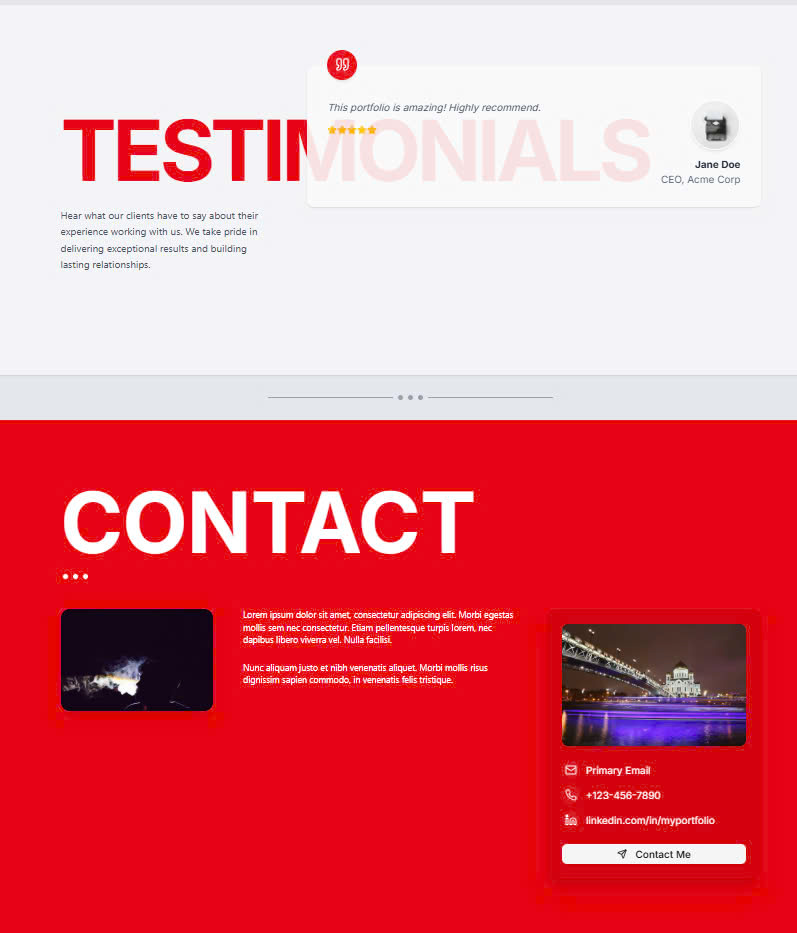 This portfolio is amazing! Highly recommend.
TESTIMONIALS
Jane Doe
CEO, Acme Corp
Hear what our clients have to say about their
experience working with us. We take pride in
delivering exceptional results and building
lasting relationships.
CONTACT
Lorem ipsum dolor sit amet, consectetur adipiscing elit. Morbi egestas
mollis sem nec consectetur. Etiam pellentesque turpis lorem, nec
dapibus libero viverra vel. Nulla facilisi.
Nunc aliquam justo et nibh venenatis aliquet. Morbi mollis risus
dignissim sapien commodo, in venenatis felis tristique.
Primary Email
+123-456-7890
linkedin.com/in/myportfolio
Contact Me